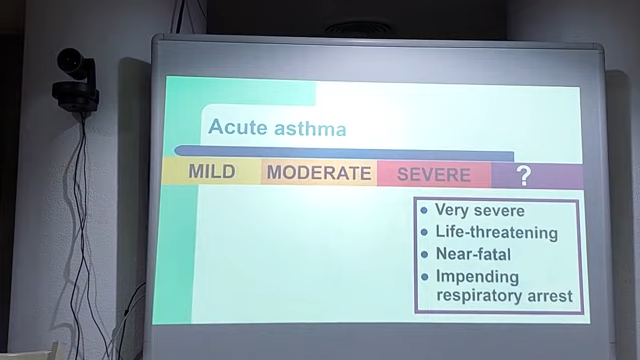 Acute asthma
MILD MODERATE SEVERE ?
• Very severe
• Life-threatening
• Near-fatal
• Impending
respiratory arrest